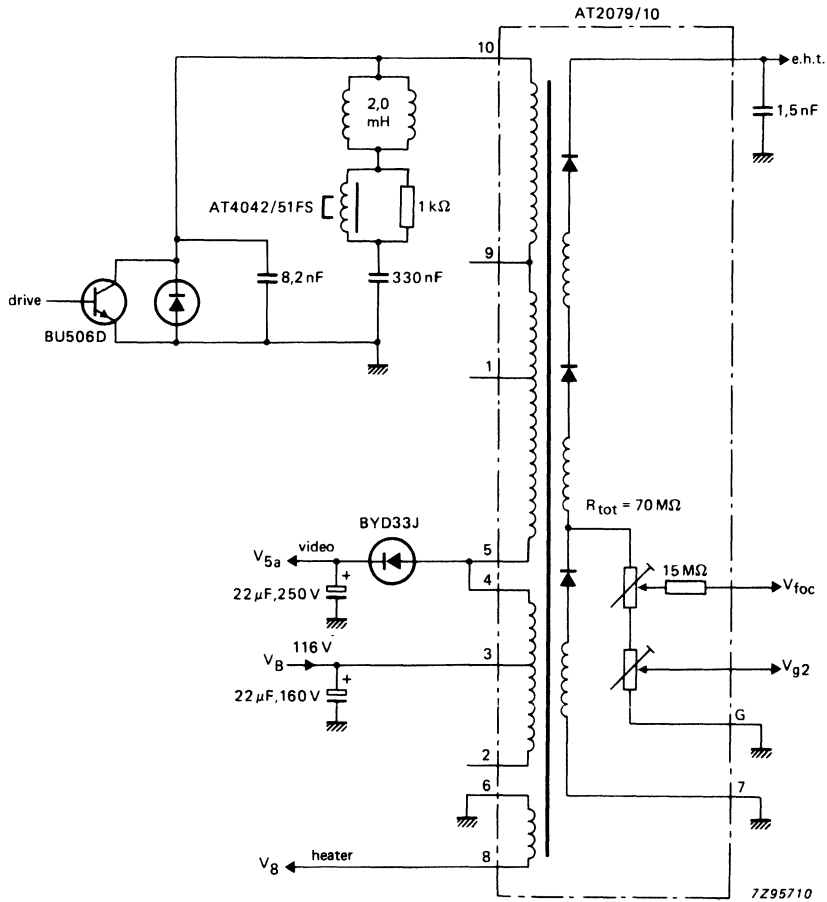 AT2079/10
10
e.h.t.
2,0
mH
1,5 nF
AT4042/51FS
1 kΩ
9
8,2 nF
330 nF
drive
BU506D
1
BYD33J
R tot = 70 MΩ
V5a
video
5
15 MΩ
+
4
Vfoc
22 µF, 250 V
116 V
VB
3
Vg2
+
22 µF, 160 V
G
2
6
7
V8
heater
8
7Z95710